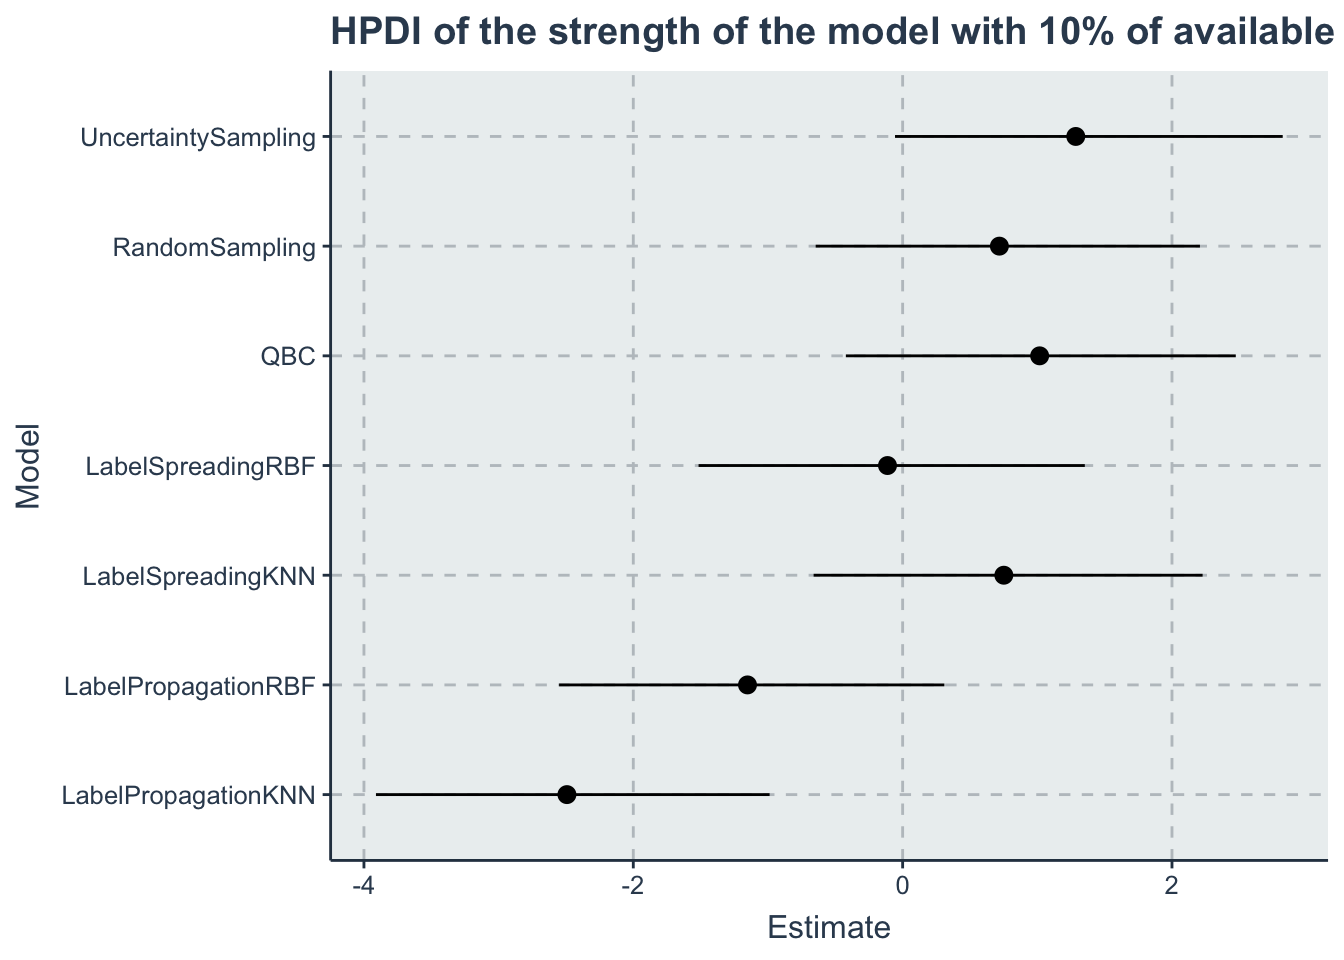 HPDI of the strength of the model with 10% of available
UncertaintySampling
RandomSampling
QBC
LabelSpreadingRBF
LabelSpreadingKNN
LabelPropagationRBF
LabelPropagationKNN
Model
-4 -2 0 2
Estimate